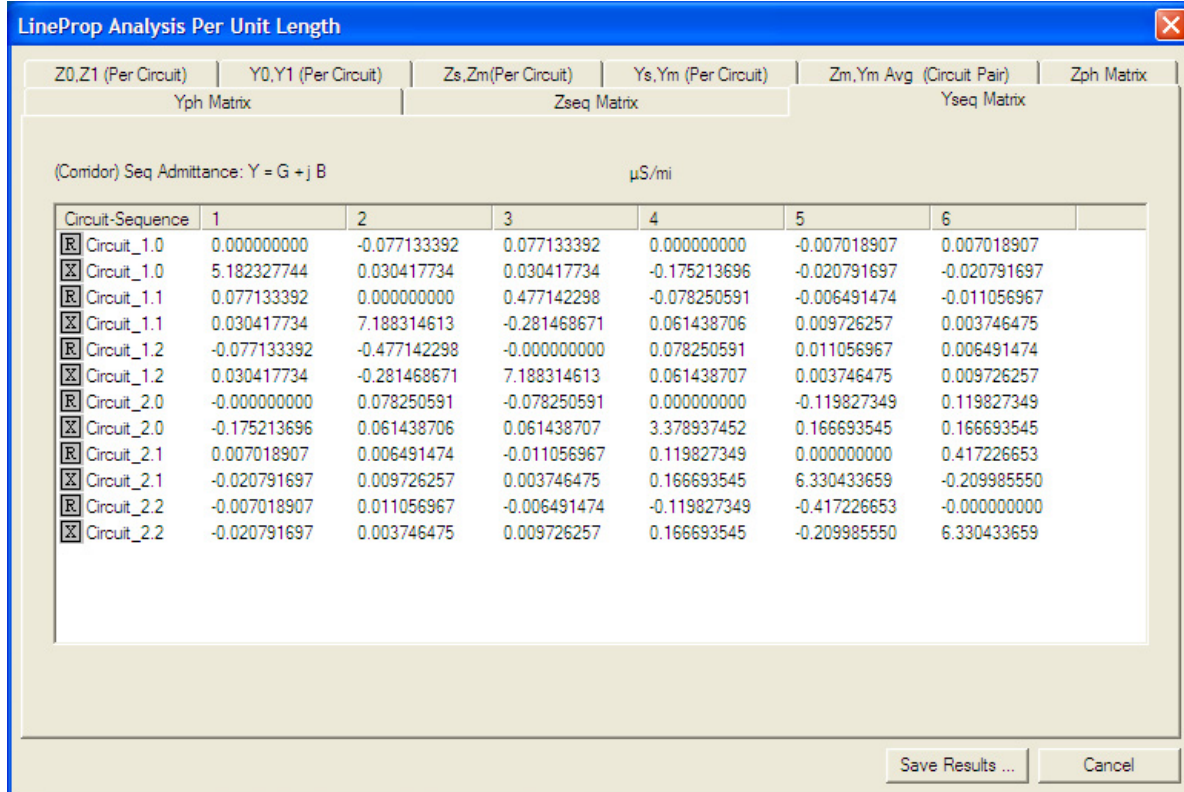 LineProp Analysis Per Unit Length
Z0,Z1 (Per Circuit) Y0,Y1 (Per Circuit) Zs,Zm(Per Circuit) Ys,Ym (Per Circuit) Zm,Ym Avg (Circuit Pair) Zph Matrix
Yph Matrix Zseq Matrix Yseq Matrix
(Corridor) Seq Admittance: Y = G + j B µS/mi
Circuit-Sequence 1 2 3 4 5 6
R Circuit_1.0 0.000000000 -0.077133392 0.077133392 0.000000000 -0.007018907 0.007018907
X Circuit_1.0 5.182327744 0.030417734 0.030417734 -0.175213696 -0.020791697 -0.020791697
R Circuit_1.1 0.077133392 0.000000000 0.477142298 -0.078250591 -0.006491474 -0.011056967
X Circuit_1.1 0.030417734 7.188314613 -0.281468671 0.061438706 0.009726257 0.003746475
R Circuit_1.2 -0.077133392 -0.477142298 -0.000000000 0.078250591 0.011056967 0.006491474
X Circuit_1.2 0.030417734 -0.281468671 7.188314613 0.061438707 0.003746475 0.009726257
R Circuit_2.0 -0.000000000 0.078250591 -0.078250591 0.000000000 -0.119827349 0.119827349
X Circuit_2.0 -0.175213696 0.061438706 0.061438707 3.378937452 0.166693545 0.166693545
R Circuit_2.1 0.007018907 0.006491474 -0.011056967 0.119827349 0.000000000 0.417226653
X Circuit_2.1 -0.020791697 0.009726257 0.003746475 0.166693545 6.330433659 -0.209985550
R Circuit_2.2 -0.007018907 0.011056967 -0.006491474 -0.119827349 -0.417226653 -0.000000000
X Circuit_2.2 -0.020791697 0.003746475 0.009726257 0.166693545 -0.209985550 6.330433659
Save Results ... Cancel